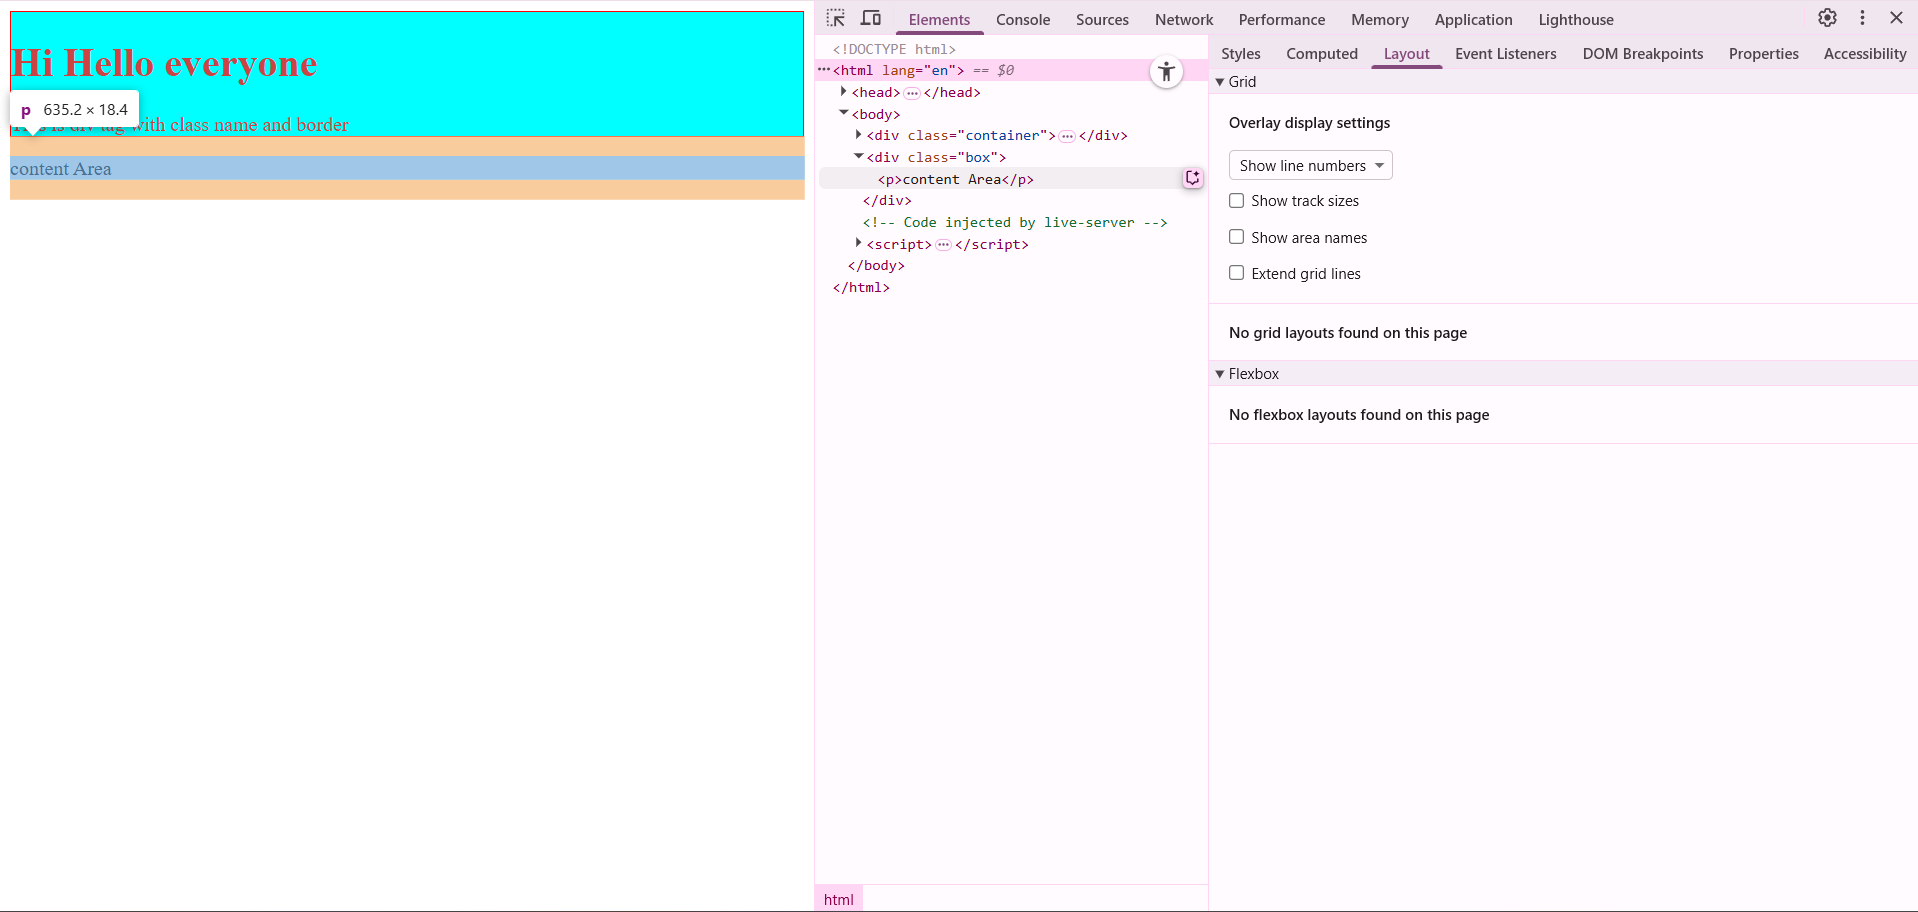 Hi Hello everyone
p 635.2 × 18.4
with class name and border
content Area
Elements Console Sources Network Performance Memory Application Lighthouse
<!DOCTYPE html>
···<html lang="en"> == $0
<head>···</head>
<body>
<div class="container">···</div>
<div class="box">
<p>content Area</p>
</div>
<!-- Code injected by live-server -->
<script>···</script>
</body>
</html>
html
Styles Computed Layout Event Listeners DOM Breakpoints Properties Accessibility
Grid
Overlay display settings
Show line numbers
Show track sizes
Show area names
Extend grid lines
No grid layouts found on this page
Flexbox
No flexbox layouts found on this page